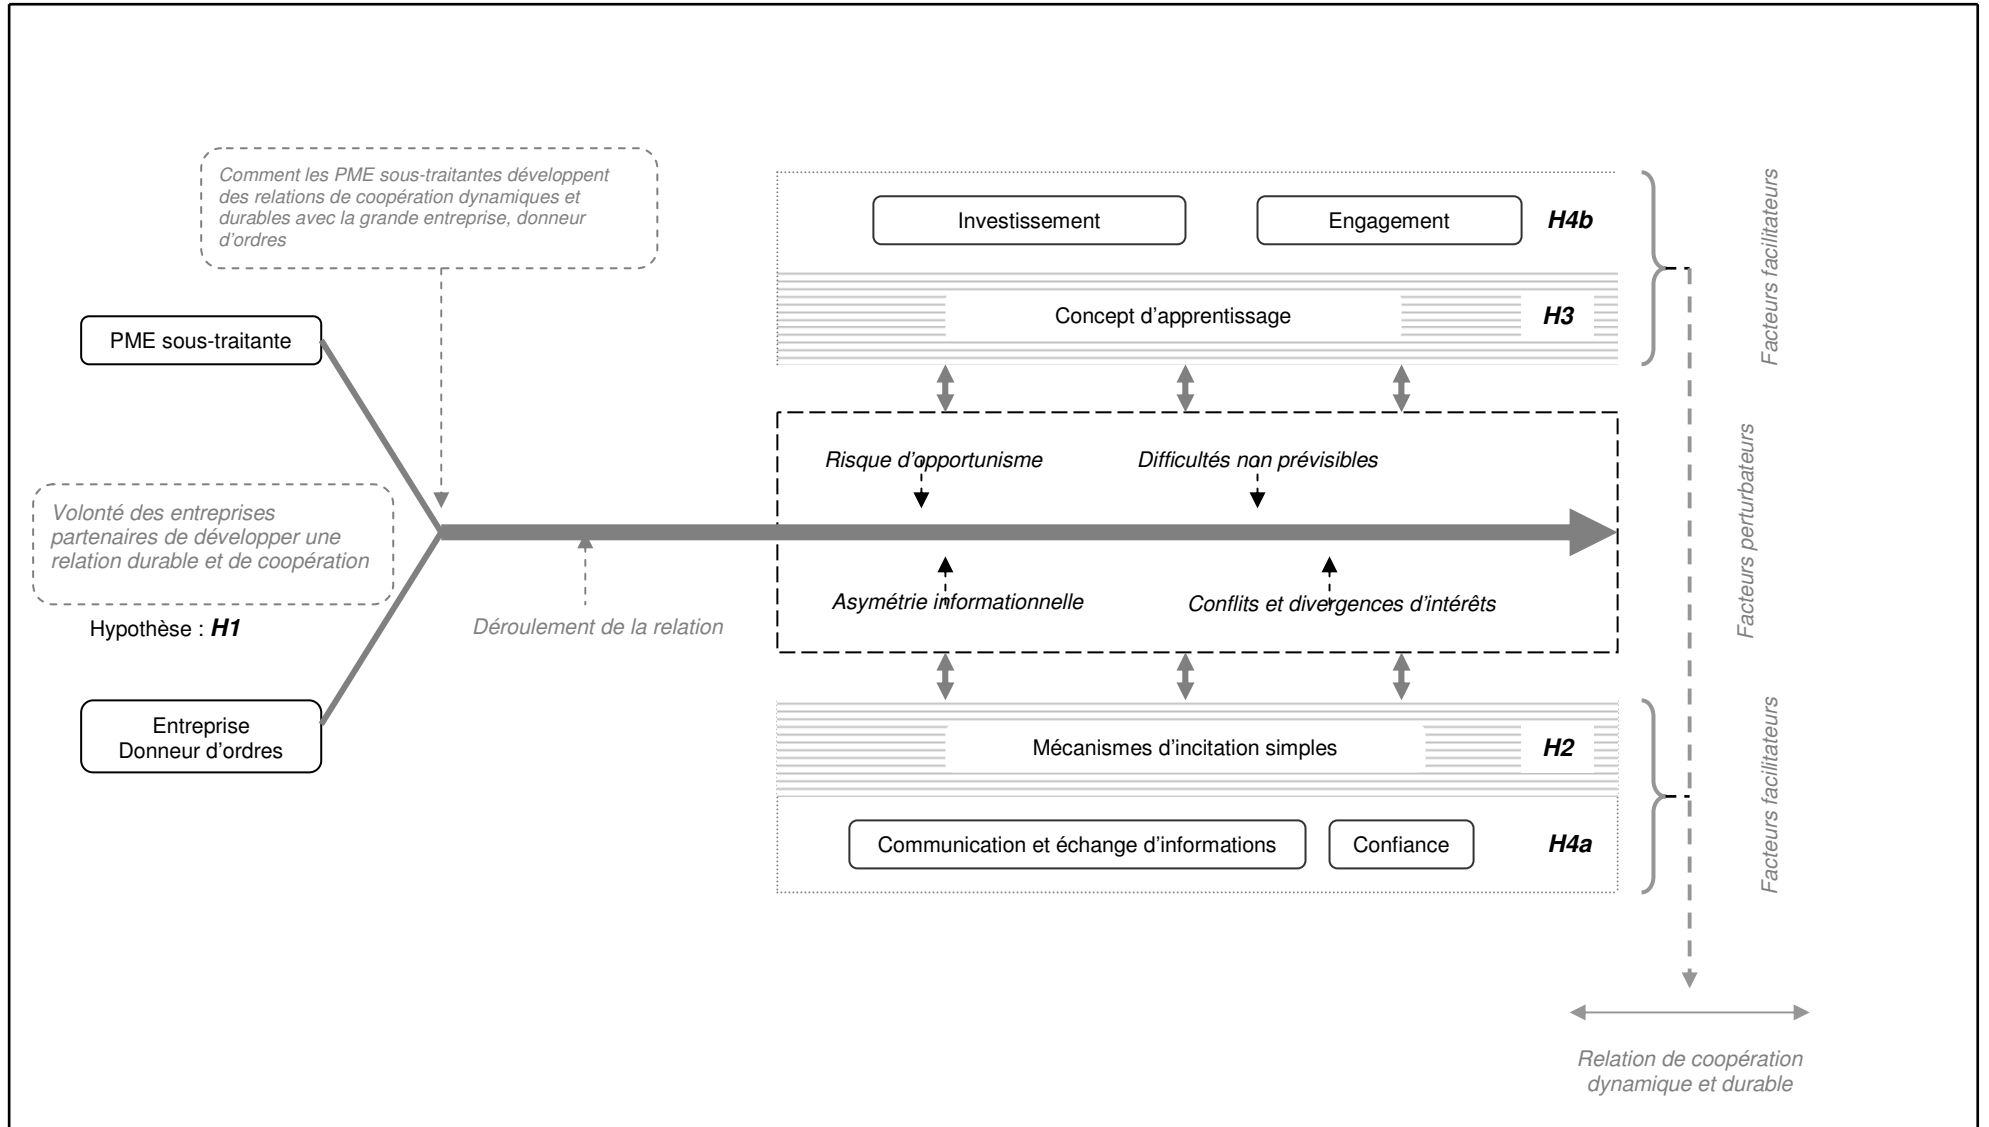 Comment les PME sous-traitantes développent
des relations de coopération dynamiques et
durables avec la grande entreprise, donneur
d'ordres
Investissement
Engagement
H4b
Concept d'apprentissage
H3
Facteurs facilitateurs
PME sous-traitante
Risque d'opportunisme
Difficultés non prévisibles
Volonté des entreprises
partenaires de développer une
relation durable et de coopération
Hypothèse : H1
Déroulement de la relation
Asymétrie informationnelle
Conflits et divergences d'intérêts
Facteurs perturbateurs
Entreprise
Donneur d'ordres
Mécanismes d'incitation simples
H2
Communication et échange d'informations
Confiance
H4a
Facteurs facilitateurs
Relation de coopération
dynamique et durable